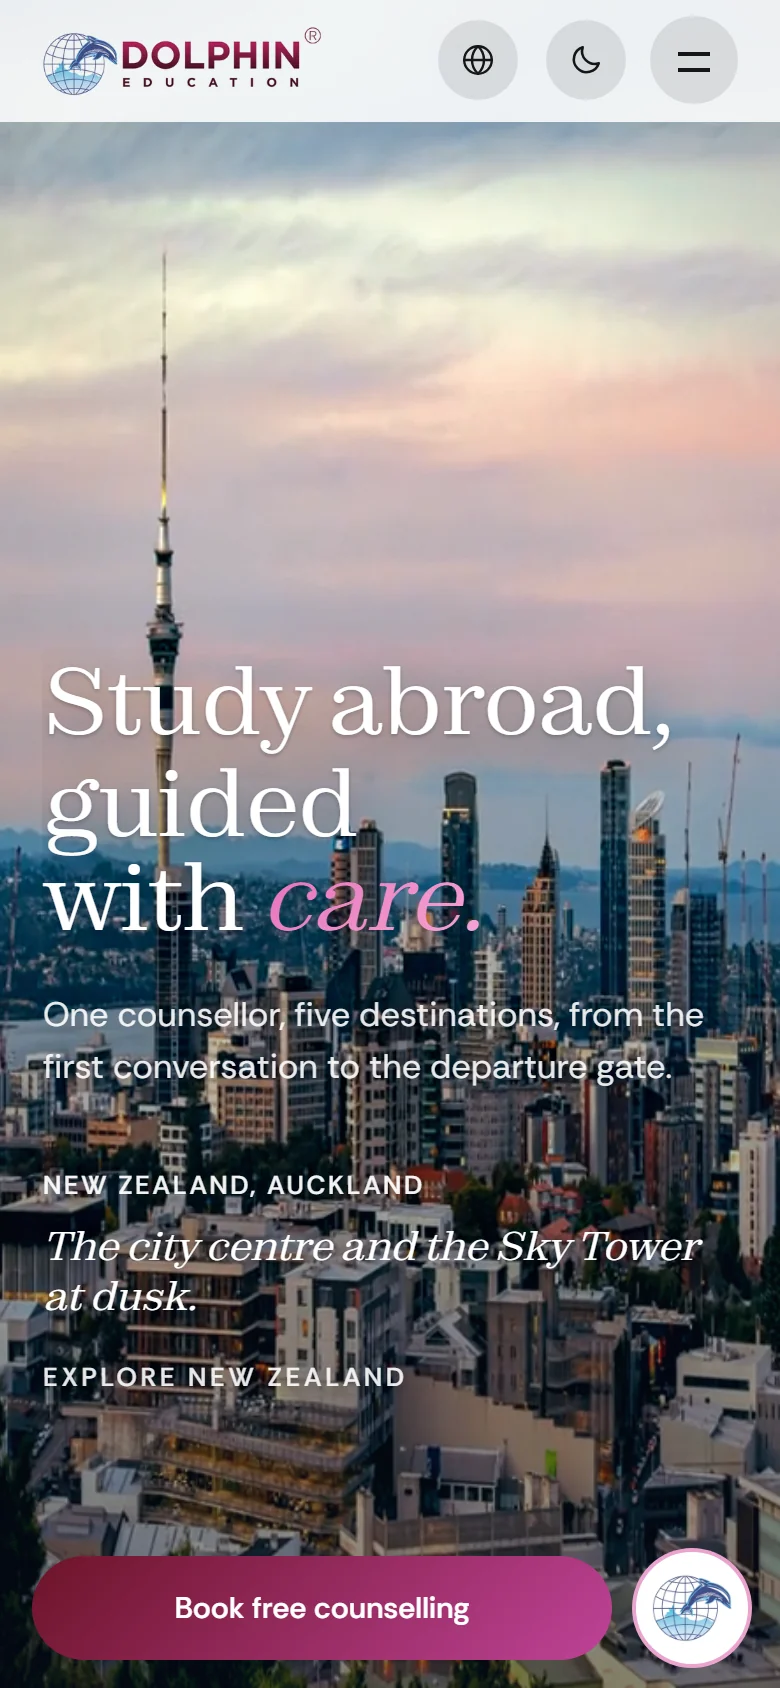 DOLPHIN®
EDUCATION
Study abroad,
guided
with care.
One counsellor, five destinations, from the
first conversation to the departure gate.
NEW ZEALAND, AUCKLAND
The city centre and the Sky Tower
at dusk.
EXPLORE NEW ZEALAND
Book free counselling